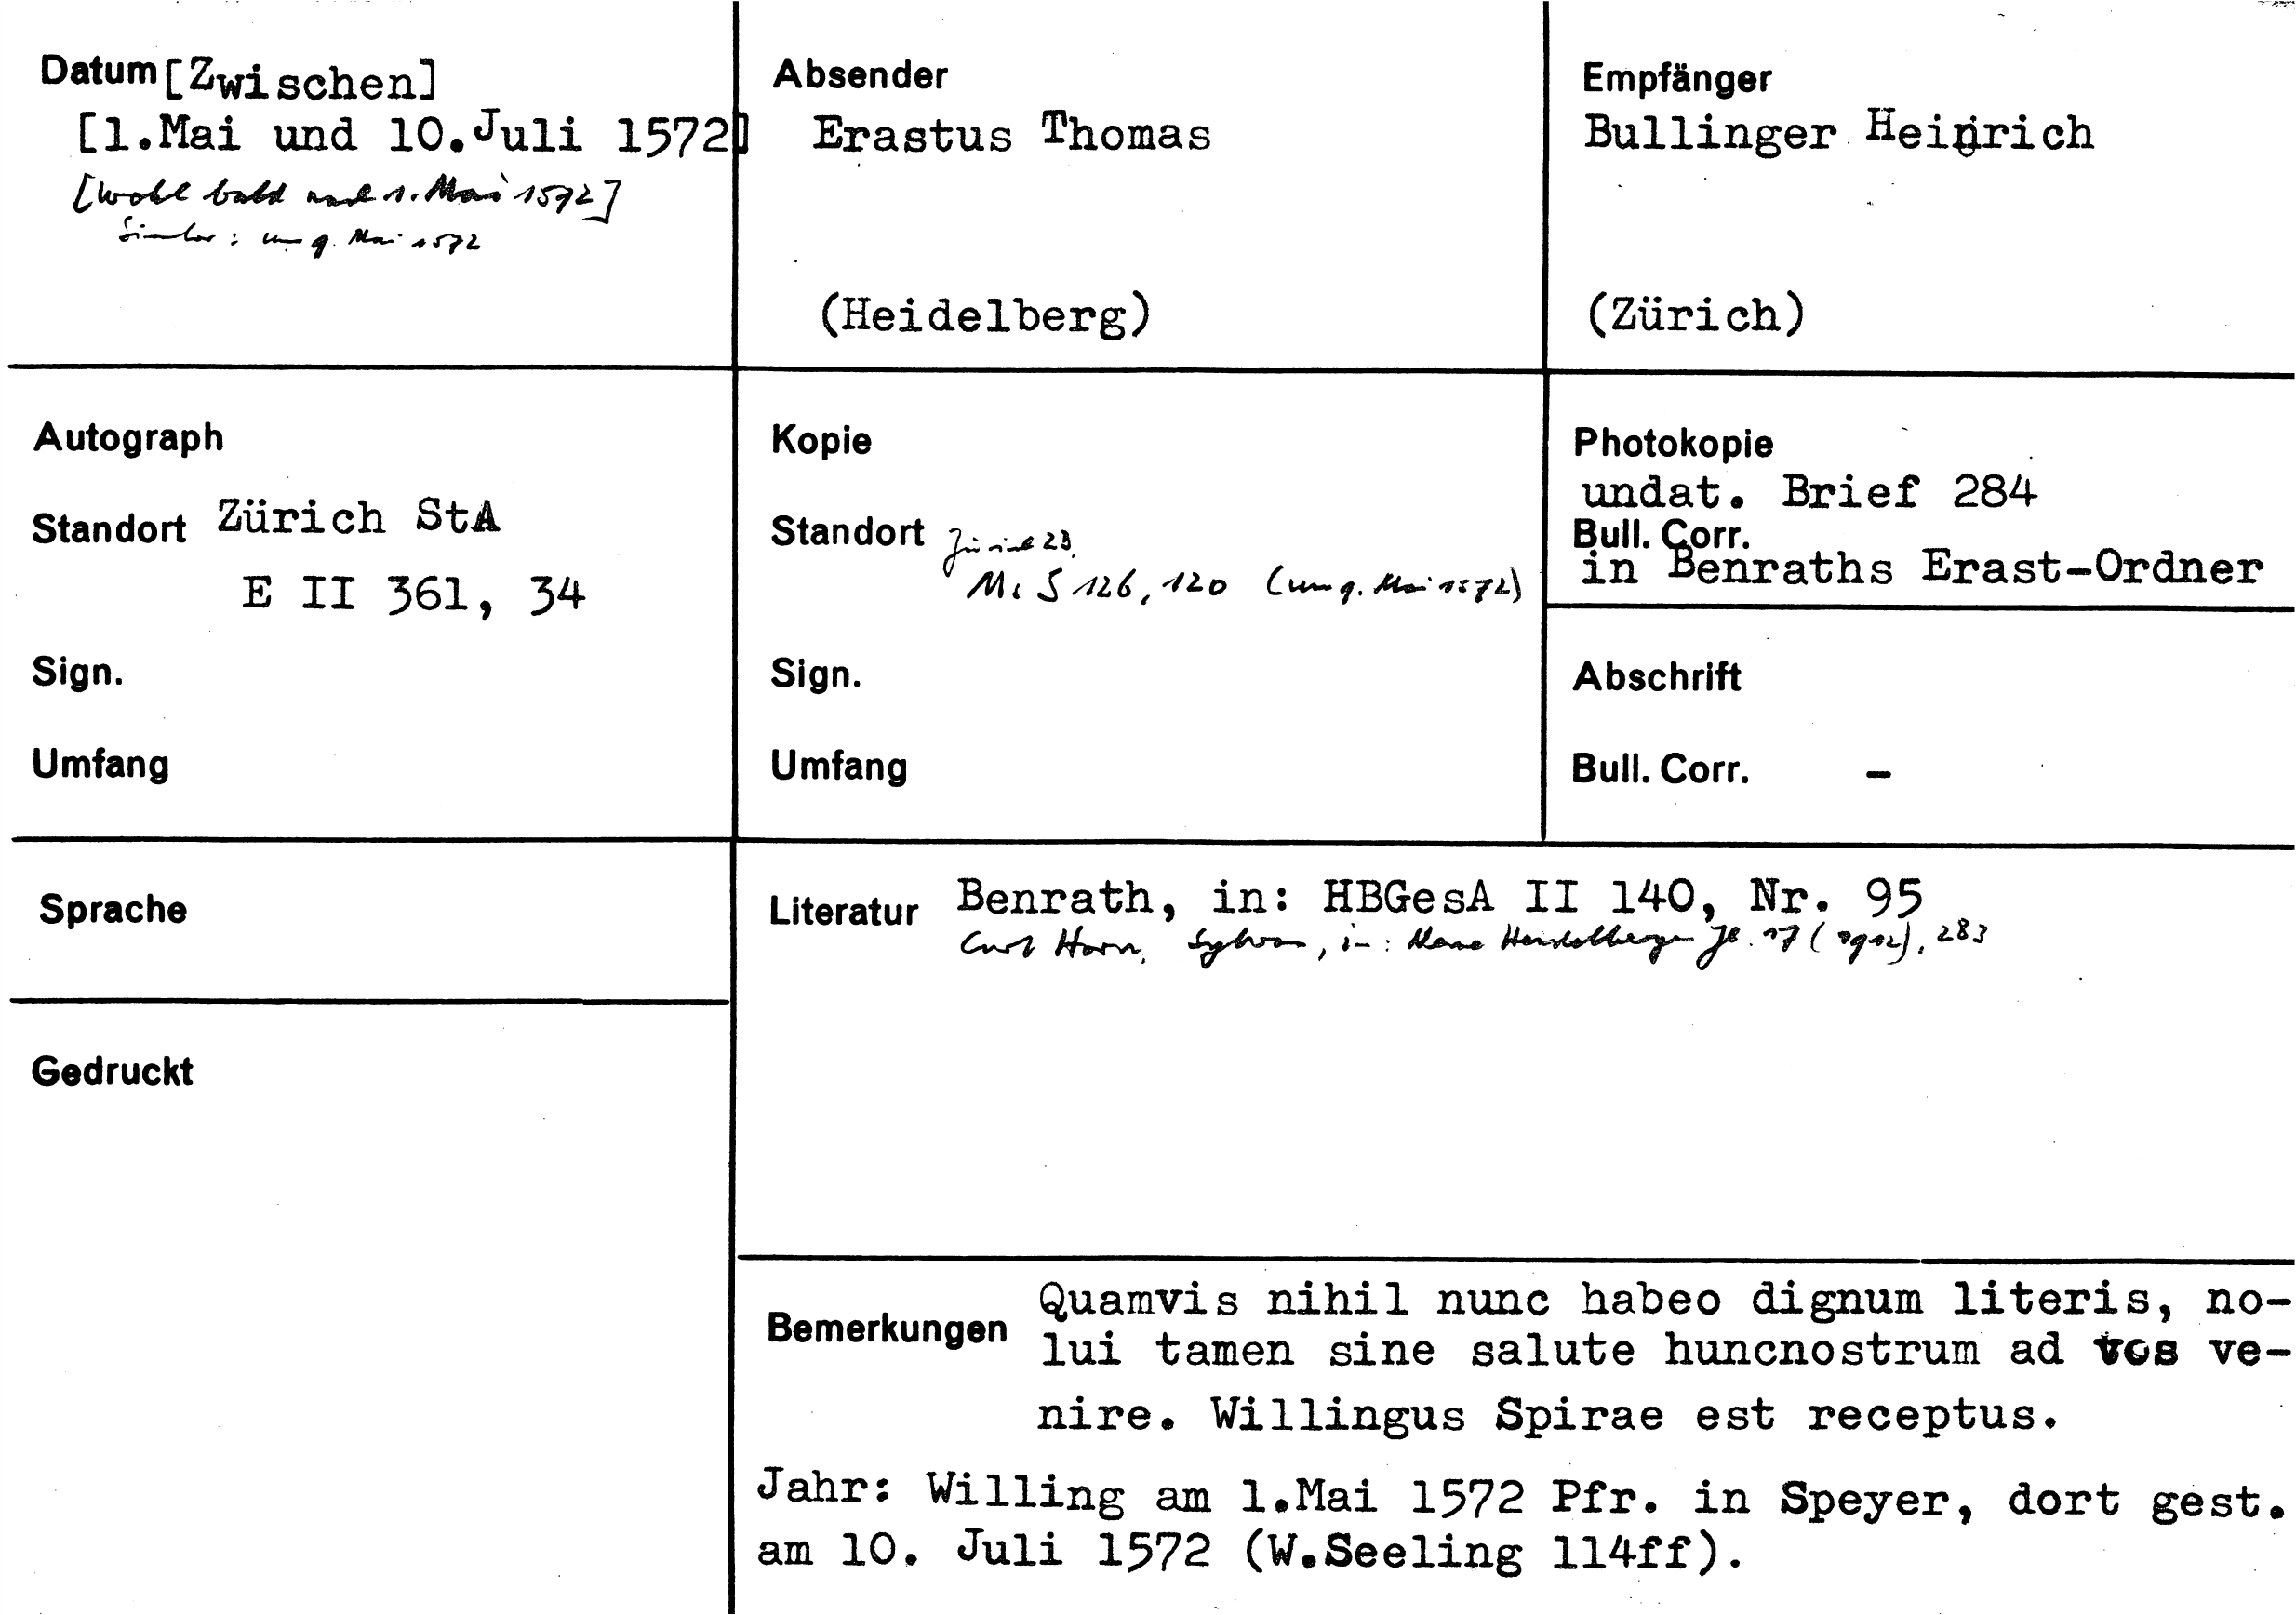 Datum [Zwischen]
[1.Mai und 10.Juli 1572]
[wohl bald nach 1. Mai 1572]
Simler: um 9. Mai 1572
Absender
Erastus Thomas
(Heidelberg)
Empfänger
Bullinger Heinrich
(Zürich)
Autograph
Standort Zürich StA
E II 361, 34
Sign.
Umfang
Kopie
Standort Zürich ZB,
Ms S 126, 120 (um 9. Mai 1572)
Sign.
Umfang
Photokopie
undat. Brief 284
Bull. Corr.
in Benraths Erast-Ordner
Abschrift
Bull. Corr. –
Sprache
Gedruckt
Literatur Benrath, in: HBGesA II 140, Nr. 95
Curt Horn, Sylvan, in: Neue Heidelberger Jb. 17 (1912), 283
Bemerkungen Quamvis nihil nunc habeo dignum literis, no-
lui tamen sine salute huncnostrum ad vos ve-
nire. Willingus Spirae est receptus.
Jahr: Willing am 1.Mai 1572 Pfr. in Speyer, dort gest.
am 10. Juli 1572 (W.Seeling 114ff).